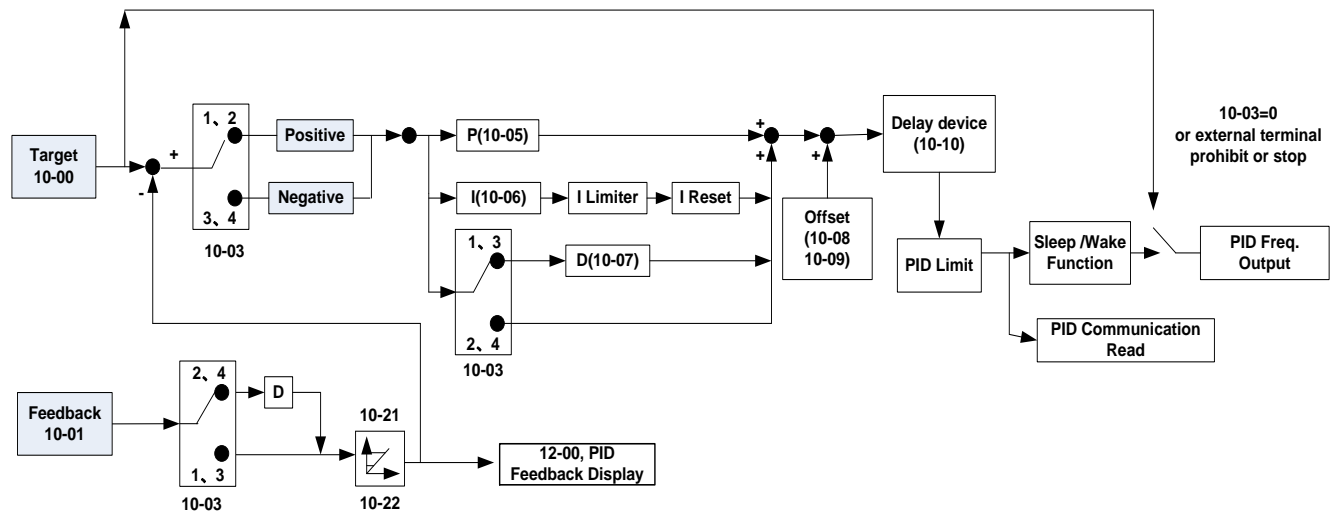 10-03=0
or external terminal
prohibit or stop
Target
10-00
+
-
1、2
3、4
10-03
Positive
Negative
P(10-05)
I(10-06)
I Limiter
I Reset
1、3
2、4
10-03
D(10-07)
+
+
+
Offset
(10-08
10-09)
Delay device
(10-10)
PID Limit
Sleep /Wake
Function
PID Freq.
Output
PID Communication
Read
Feedback
10-01
2、4
1、3
10-03
D
10-21
10-22
12-00, PID
Feedback Display